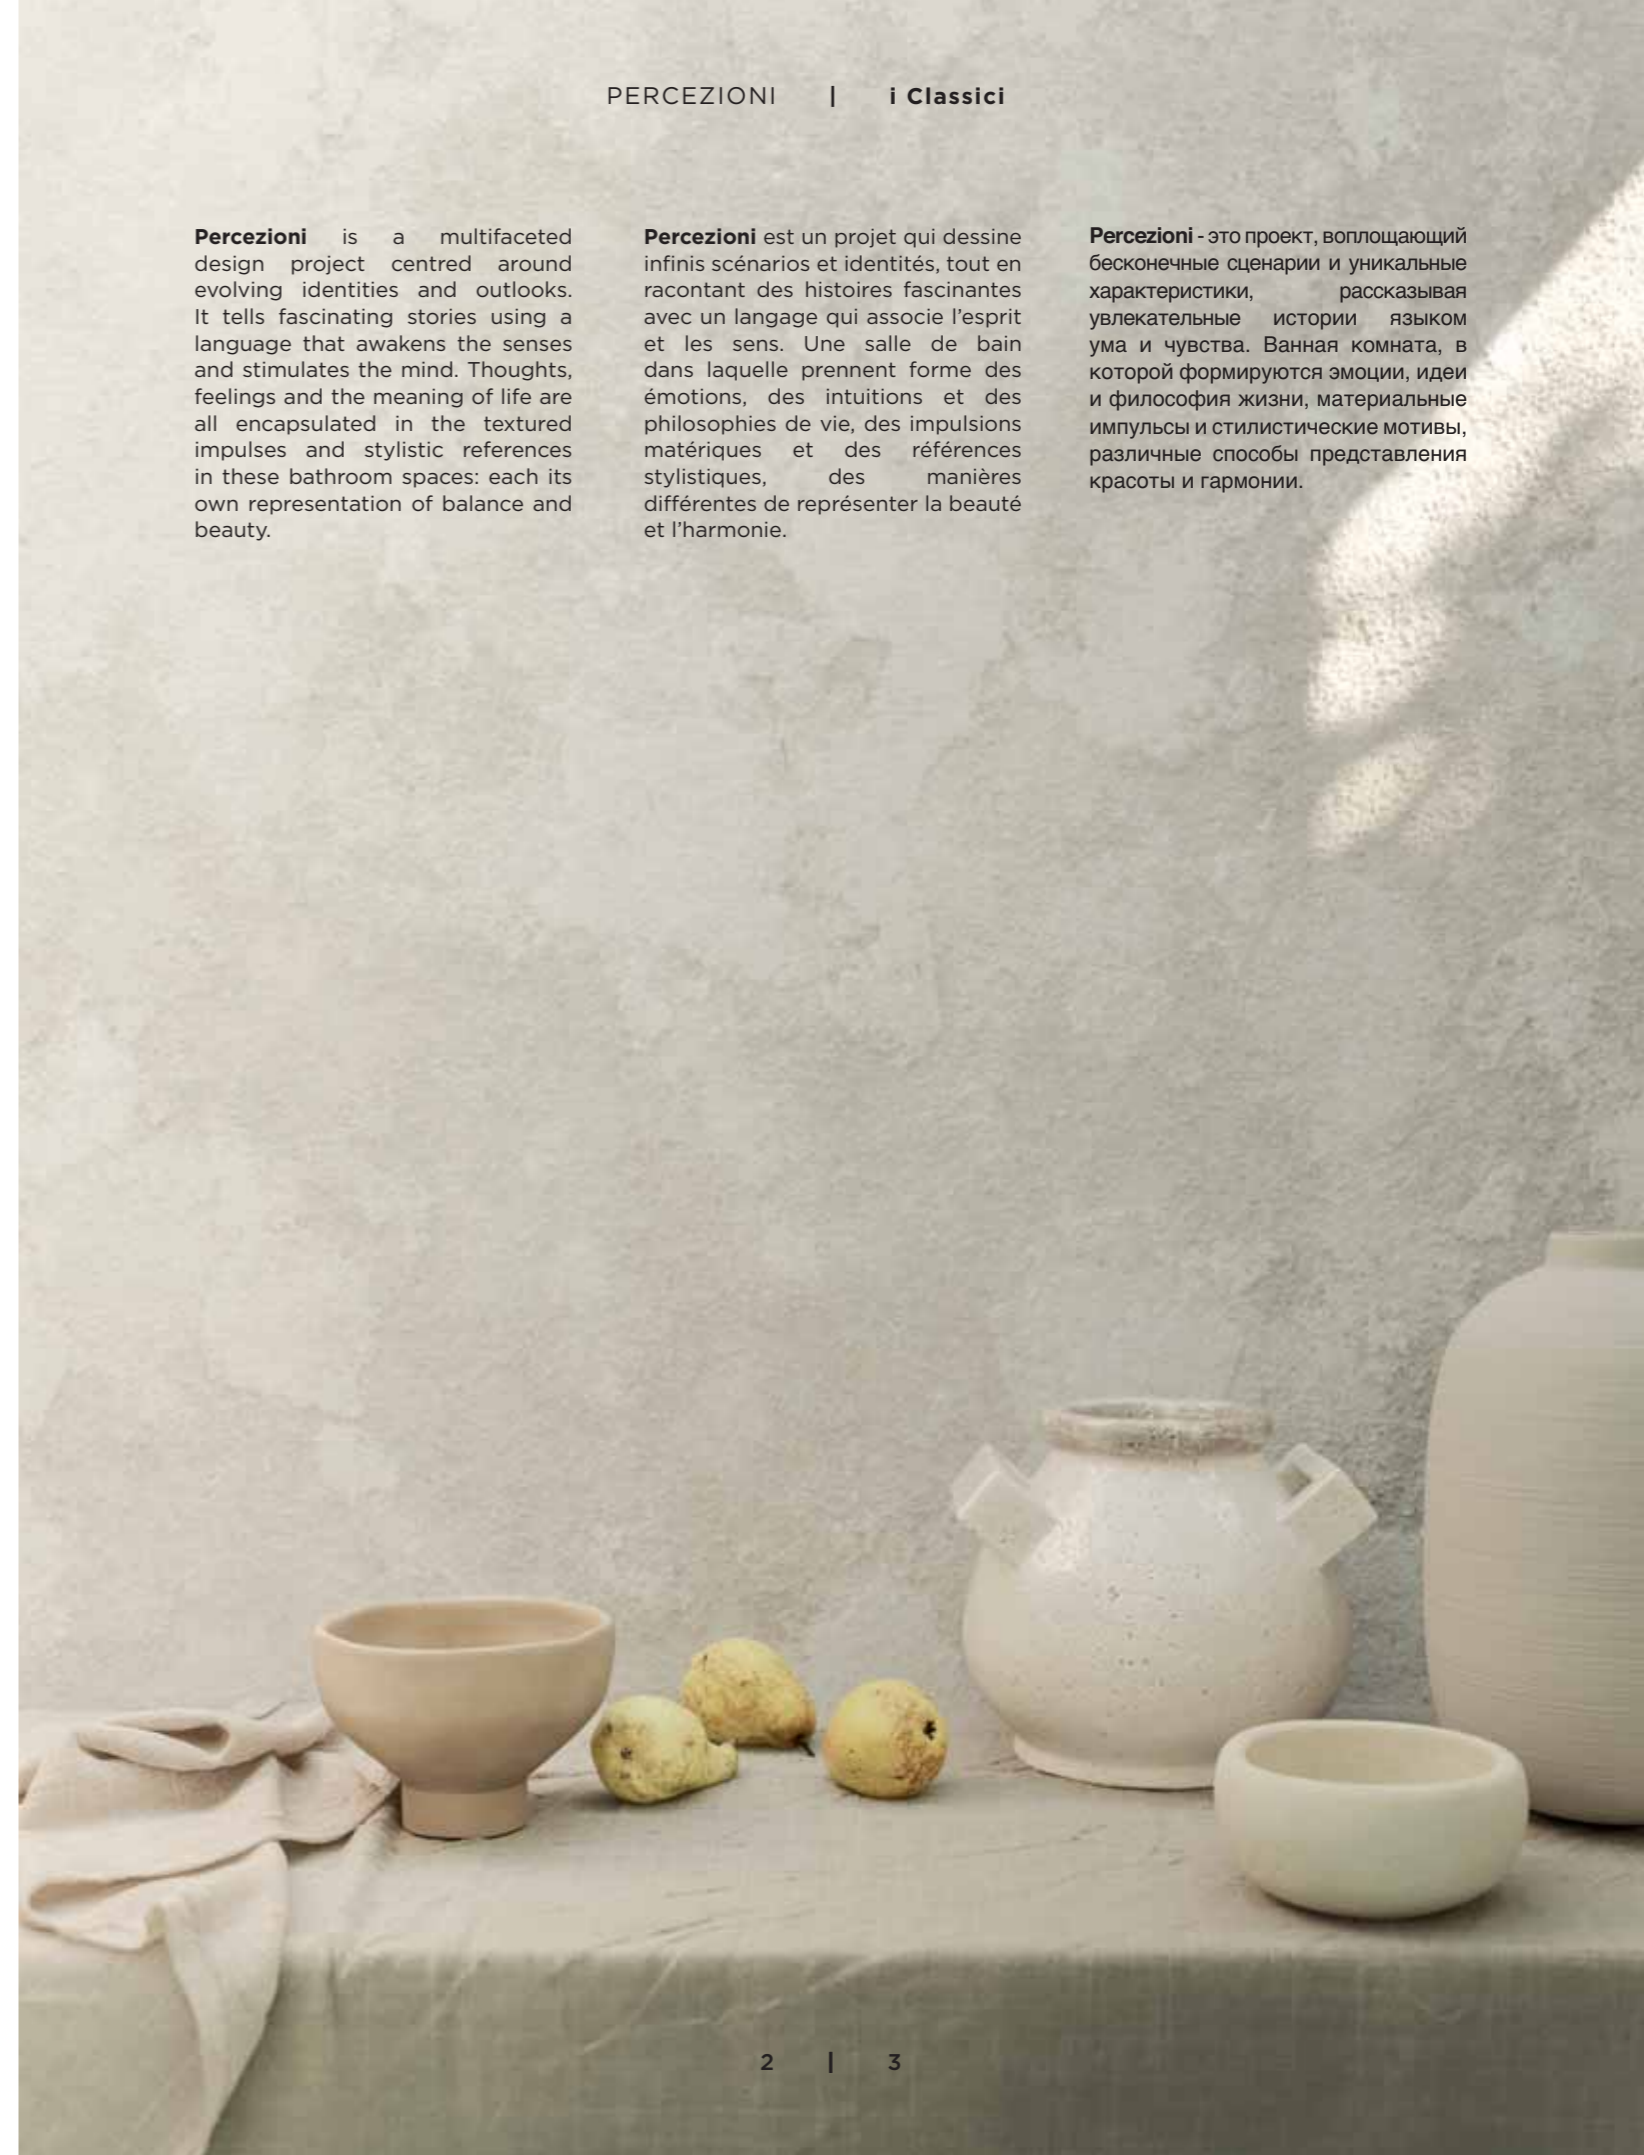 PERCEZIONI | i Classici
Percezioni is a multifaceted
design project centred around
evolving identities and outlooks.
It tells fascinating stories using a
language that awakens the senses
and stimulates the mind. Thoughts,
feelings and the meaning of life are
all encapsulated in the textured
impulses and stylistic references
in these bathroom spaces: each its
own representation of balance and
beauty.
Percezioni est un projet qui dessine
infinis scénarios et identités, tout en
racontant des histoires fascinantes
avec un langage qui associe l'esprit
et les sens. Une salle de bain
dans laquelle prennent forme des
émotions, des intuitions et des
philosophies de vie, des impulsions
matériques et des références
stylistiques, des manières
différentes de représenter la beauté
et l'harmonie.
Percezioni - это проект, воплощающий
бесконечные сценарии и уникальные
характеристики, рассказывая
увлекательные истории языком
ума и чувства. Ванная комната, в
которой формируются эмоции, идеи
и философия жизни, материальные
импульсы и стилистические мотивы,
различные способы представления
красоты и гармонии.
2 | 3